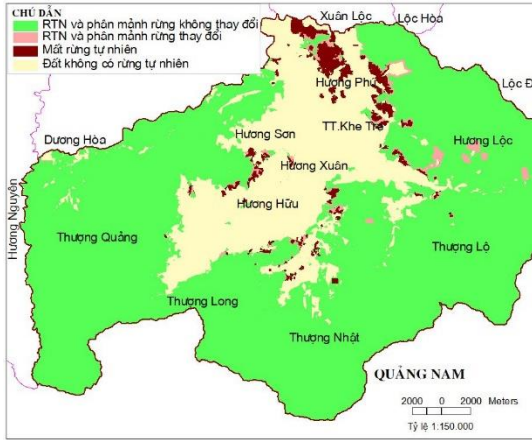 CHÚ DẪN
RTN và phân mảnh rừng không thay đổi
RTN và phân mảnh rừng thay đổi
Mất rừng tự nhiên
Đất không có rừng tự nhiên
Xuân Lộc
Lộc Hòa
Lộc Đ
Hương Phú
TT.Khe Tre
Hương Lộc
Dương Hòa
Hương Sơn
Hương Xuân
Hương Nguyên
Hương Hữu
Thượng Quảng
Thượng Lộ
Thượng Long
Thượng Nhật
QUẢNG NAM
2000 0 2000 Meters
Tỷ lệ 1:150.000